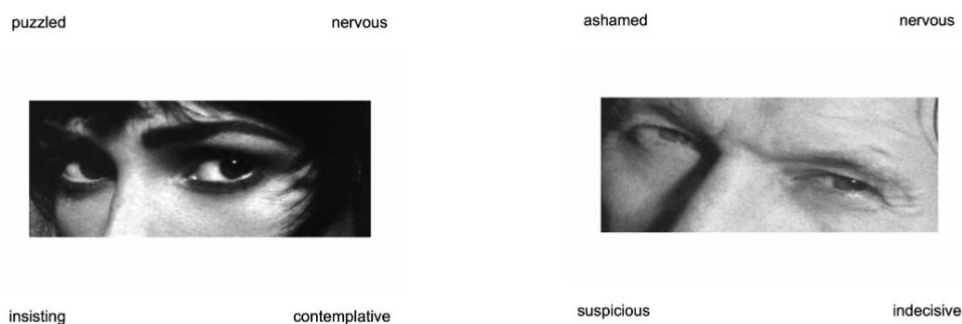 puzzled nervous
insisting contemplative
ashamed nervous
suspicious indecisive